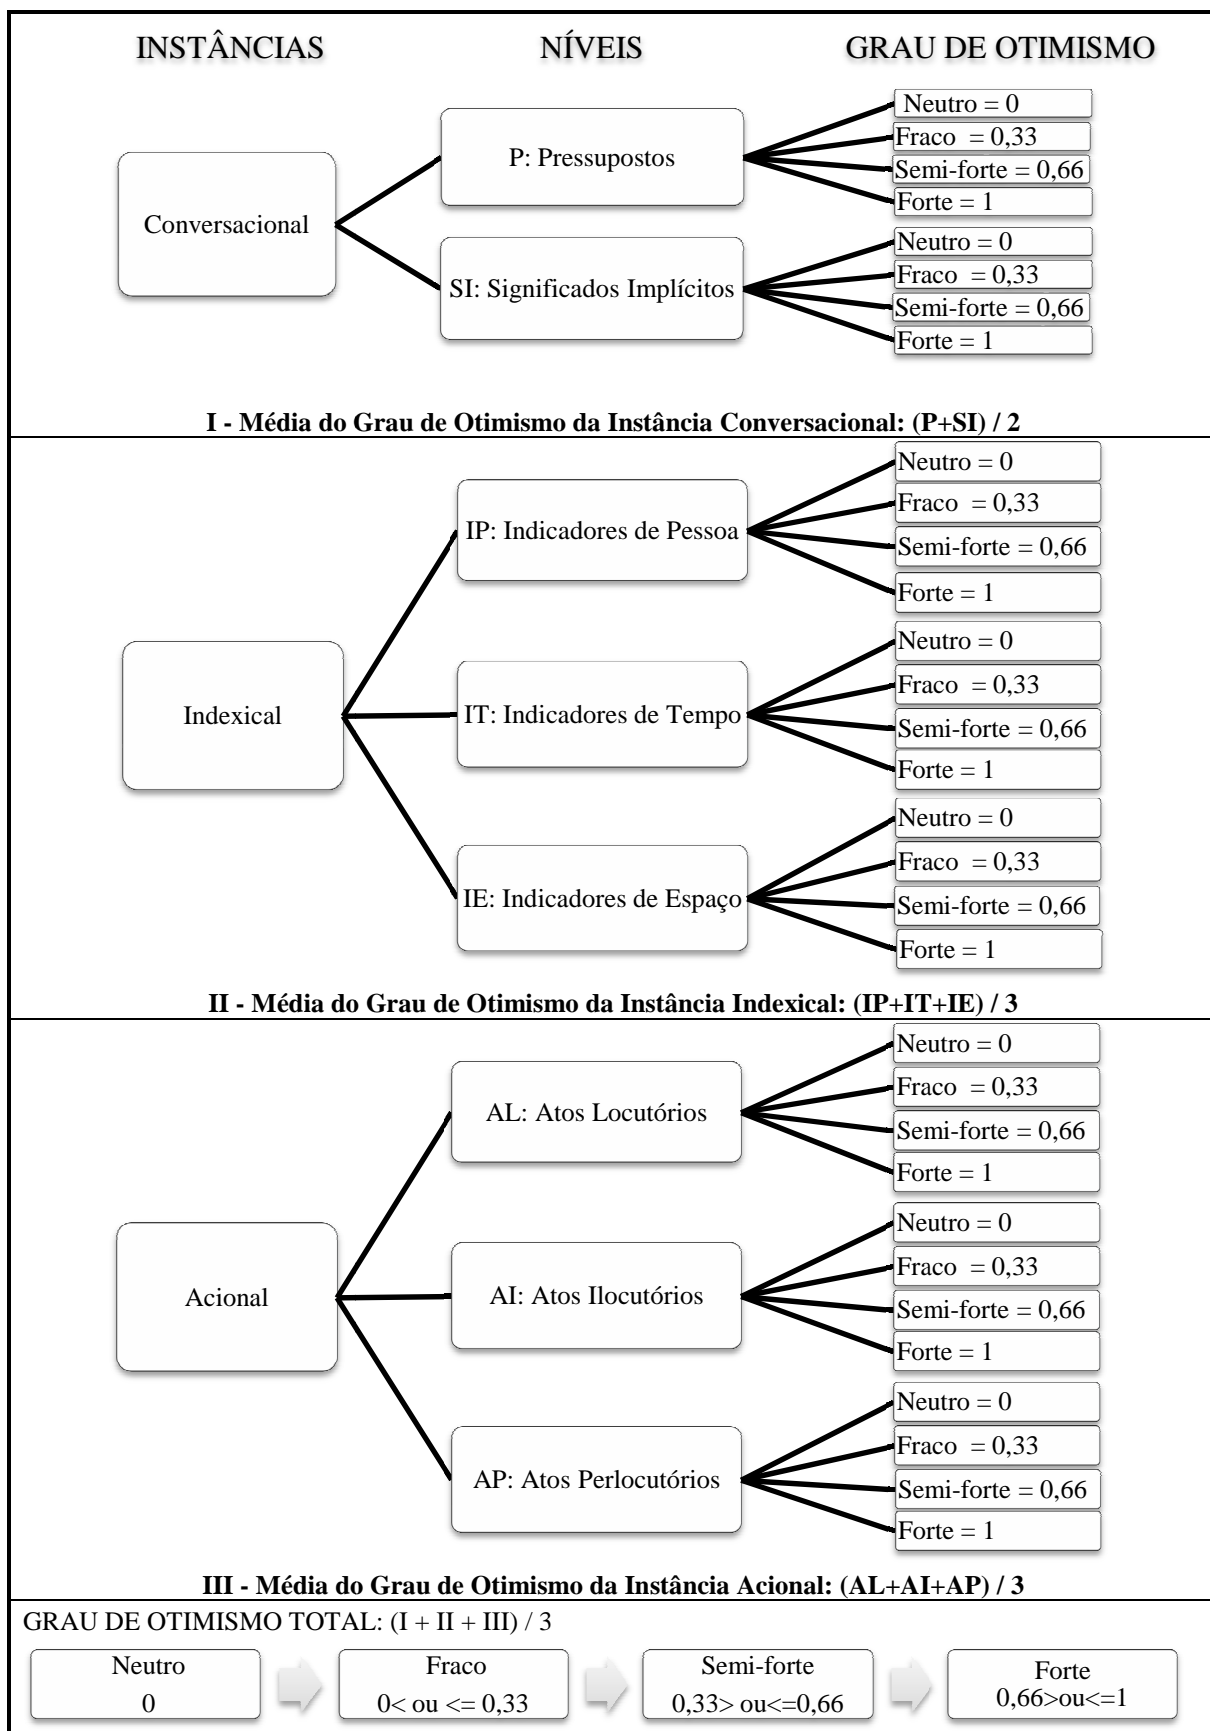 INSTÂNCIAS NÍVEIS GRAU DE OTIMISMO
Conversacional
P: Pressupostos
Neutro = 0
Fraco = 0,33
Semi-forte = 0,66
Forte = 1
SI: Significados Implícitos
Neutro = 0
Fraco = 0,33
Semi-forte = 0,66
Forte = 1
I - Média do Grau de Otimismo da Instância Conversacional: (P+SI) / 2
Indexical
IP: Indicadores de Pessoa
Neutro = 0
Fraco = 0,33
Semi-forte = 0,66
Forte = 1
IT: Indicadores de Tempo
Neutro = 0
Fraco = 0,33
Semi-forte = 0,66
Forte = 1
IE: Indicadores de Espaço
Neutro = 0
Fraco = 0,33
Semi-forte = 0,66
Forte = 1
II - Média do Grau de Otimismo da Instância Indexical: (IP+IT+IE) / 3
Acional
AL: Atos Locutórios
Neutro = 0
Fraco = 0,33
Semi-forte = 0,66
Forte = 1
AI: Atos Ilocutórios
Neutro = 0
Fraco = 0,33
Semi-forte = 0,66
Forte = 1
AP: Atos Perlocutórios
Neutro = 0
Fraco = 0,33
Semi-forte = 0,66
Forte = 1
III - Média do Grau de Otimismo da Instância Acional: (AL+AI+AP) / 3
GRAU DE OTIMISMO TOTAL: (I + II + III) / 3
Neutro
0
Fraco
0< ou <= 0,33
Semi-forte
0,33> ou<=0,66
Forte
0,66>ou<=1